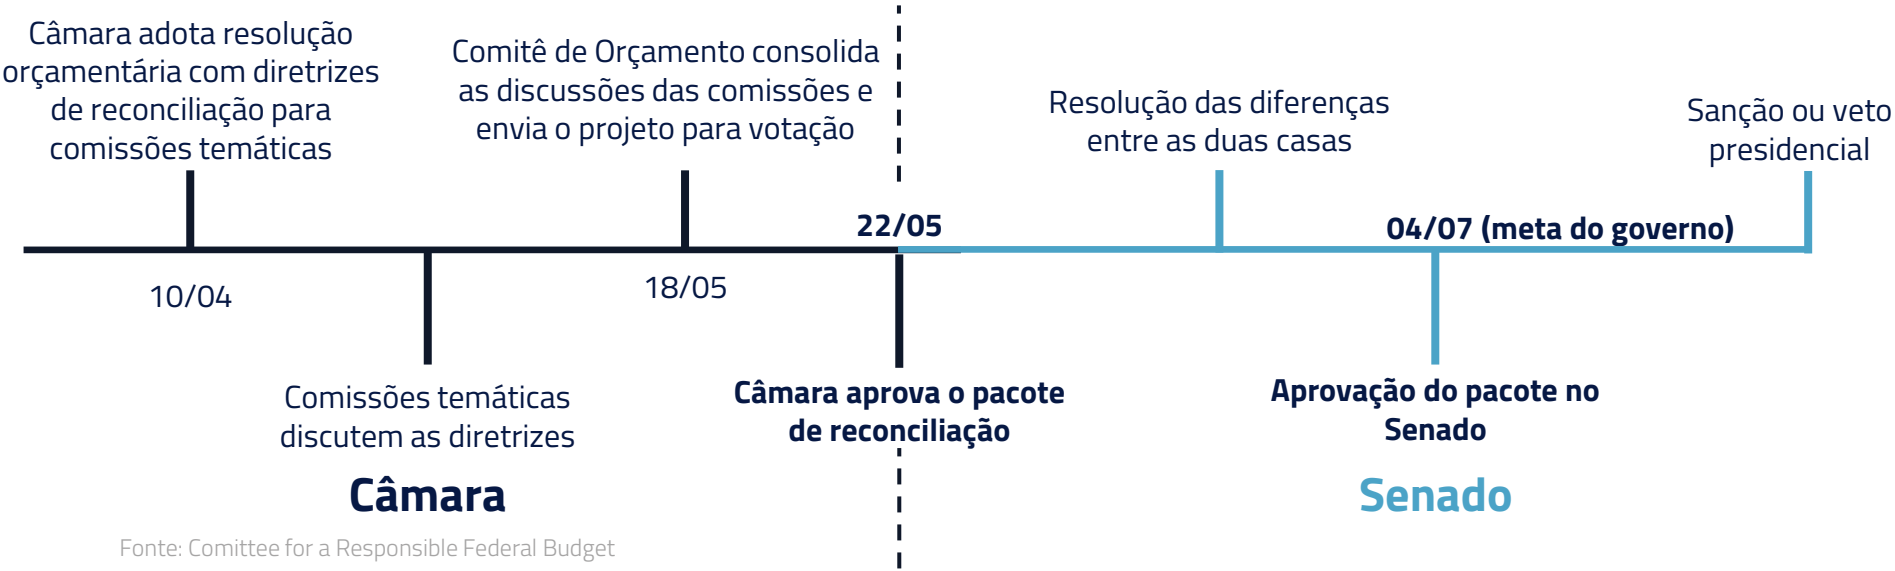 Câmara adota resolução
orçamentária com diretrizes
de reconciliação para
comissões temáticas
Comitê de Orçamento consolida
as discussões das comissões e
envia o projeto para votação
Resolução das diferenças
entre as duas casas
Sanção ou veto
presidencial
22/05
04/07 (meta do governo)
10/04
18/05
Comissões temáticas
discutem as diretrizes
Câmara aprova o pacote
de reconciliação
Aprovação do pacote no
Senado
Câmara
Senado
Fonte: Comittee for a Responsible Federal Budget